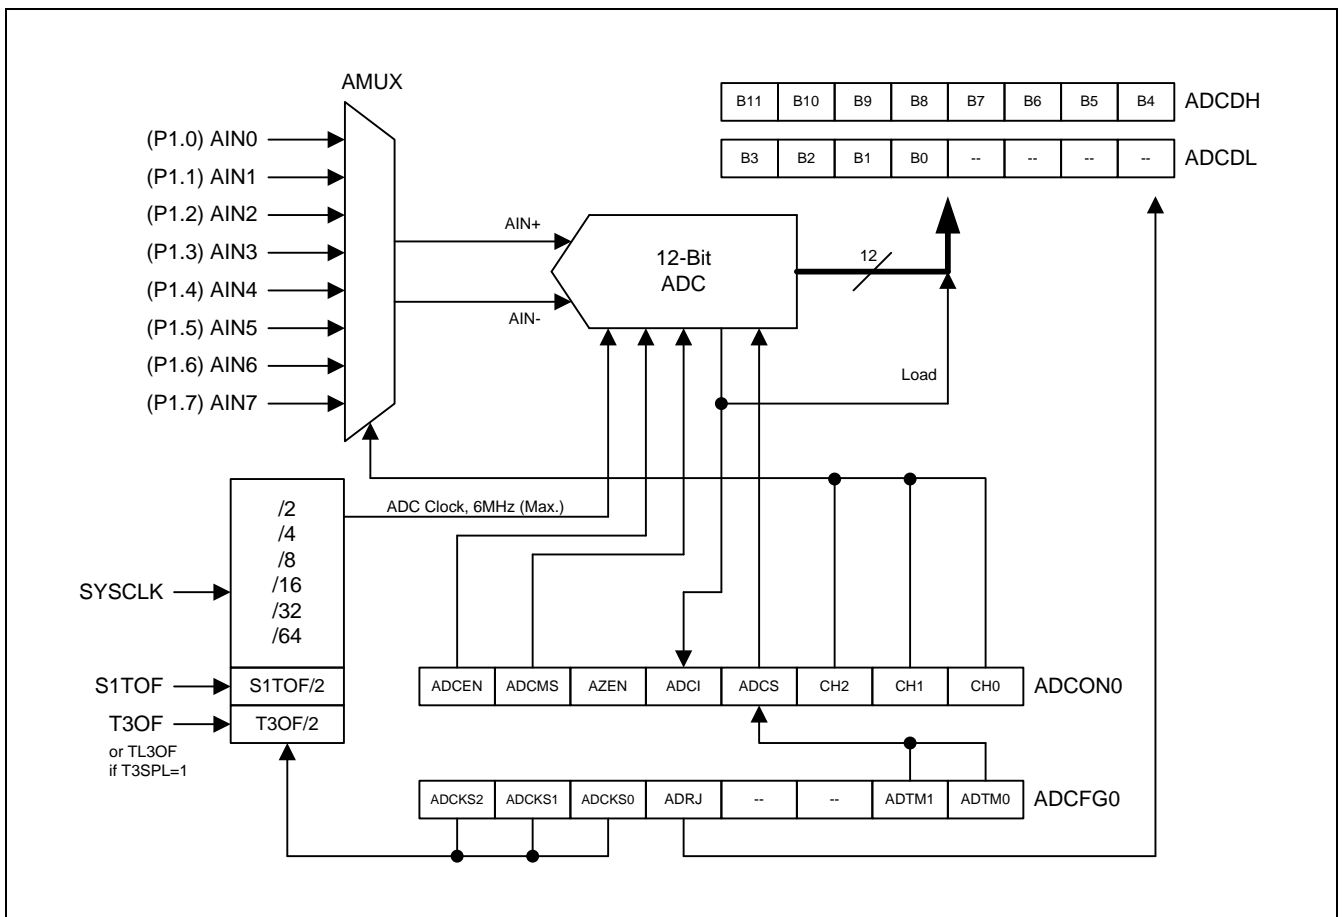 AMUX
B11 B10 B9 B8 B7 B6 B5 B4 ADCDH
(P1.0) AIN0
B3 B2 B1 B0 -- -- -- -- ADCDL
(P1.1) AIN1
(P1.2) AIN2
AIN+
(P1.3) AIN3
12-Bit
ADC
12
(P1.4) AIN4
(P1.5) AIN5
AIN-
(P1.6) AIN6
Load
(P1.7) AIN7
ADC Clock, 6MHz (Max.)
/2
/4
/8
/16
/32
/64
SYSCLK
S1TOF
S1TOF/2
ADCEN ADCMS AZEN ADCI ADCS CH2 CH1 CH0 ADCON0
T3OF
T3OF/2
or TL3OF
if T3SPL=1
ADCKS2 ADCKS1 ADCKS0 ADRJ -- -- ADTM1 ADTM0 ADCFG0